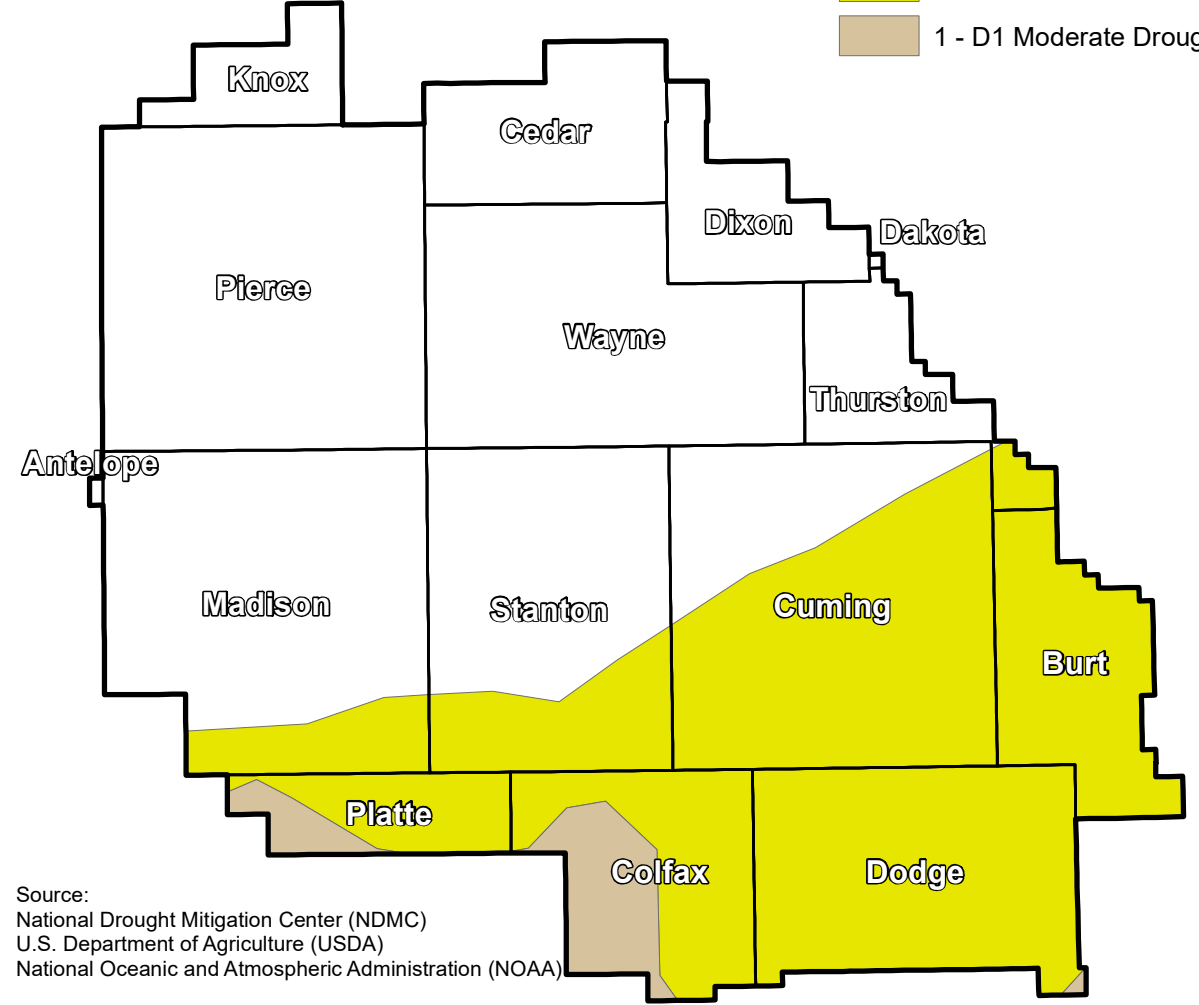 1 - D1 Moderate Droug
Knox
Cedar
Dixon
Dakota
Pierce
Wayne
Thurston
Antelope
Madison
Stanton
Cuming
Burt
Platte
Colfax
Dodge
Source:
National Drought Mitigation Center (NDMC)
U.S. Department of Agriculture (USDA)
National Oceanic and Atmospheric Administration (NOAA)